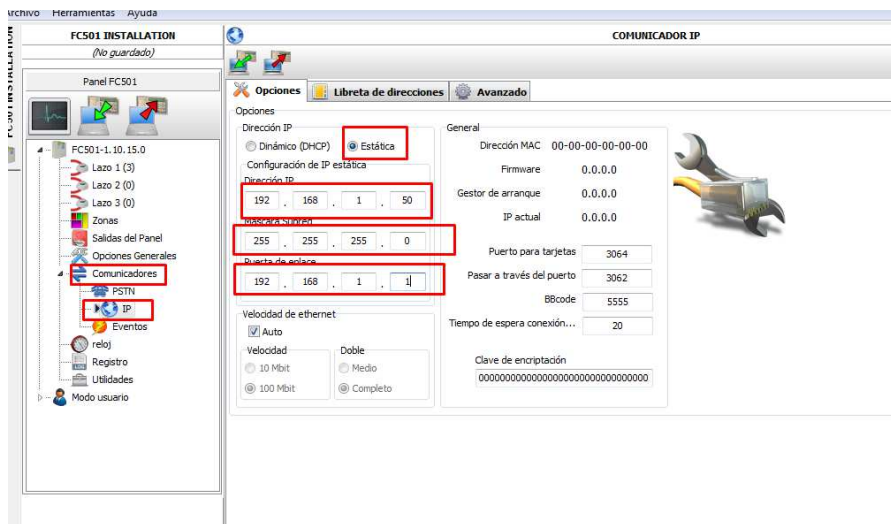 Archivo Herramientas Ayuda
FC501 INSTALLATION
(No guardado)
Panel FC501
FC501-1.10.15.0
Lazo 1 (3)
Lazo 2 (0)
Lazo 3 (0)
Zonas
Salidas del Panel
Opciones Generales
Comunicadores
PSTN
IP
Eventos
reloj
Registro
Utilidades
Modo usuario
COMUNICADOR IP
Opciones Libreta de direcciones Avanzado
Opciones
Dirección IP
Dinámico (DHCP) Estática
Configuración de IP estática
Dirección IP
192 . 168 . 1 . 50
Máscara Subred
255 . 255 . 255 . 0
Puerta de enlace
192 . 168 . 1 . 1
Velocidad de ethernet
Auto
Velocidad
10 Mbit
100 Mbit
Doble
Medio
Completo
General
Dirección MAC 00-00-00-00-00-00
Firmware 0.0.0.0
Gestor de arranque 0.0.0.0
IP actual 0.0.0.0
Puerto para tarjetas 3064
Pasar a través del puerto 3062
BBcode 5555
Tiempo de espera conexión... 20
Clave de encriptación
00000000000000000000000000000000